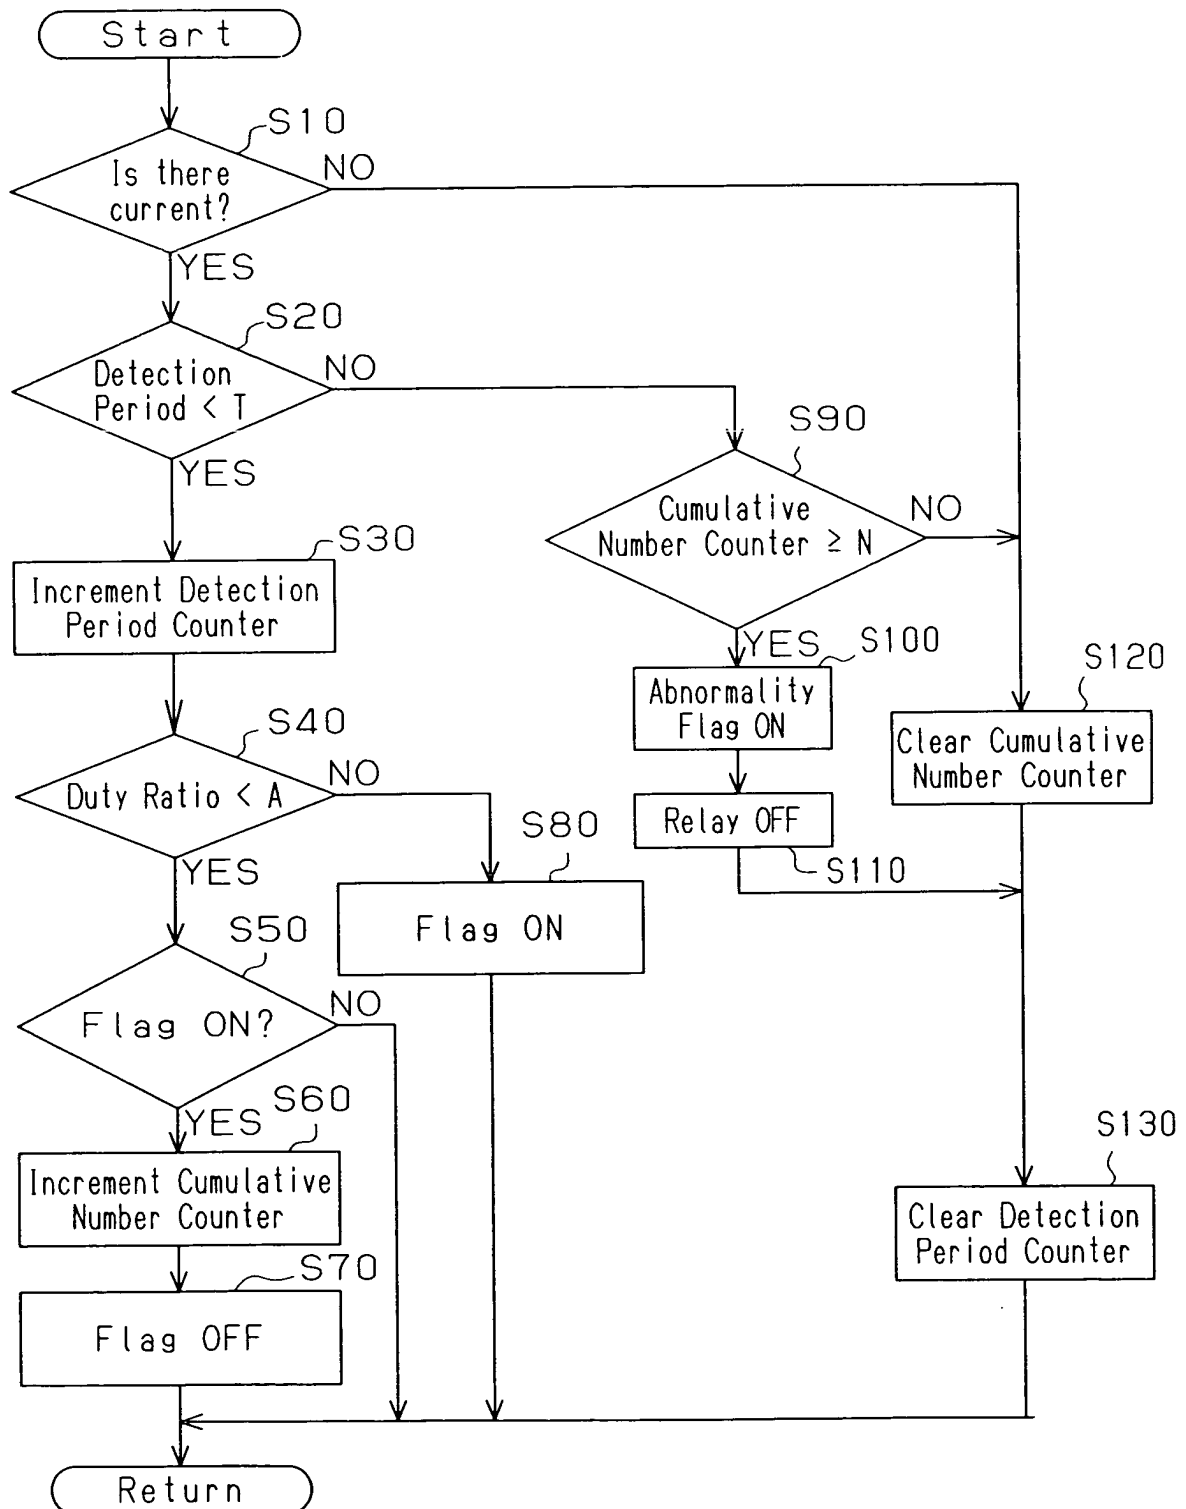 Start
S10
Is there
current?
NO
YES
S20
Detection
Period < T
NO
YES
S90
Cumulative
Number Counter ≥ N
NO
YES
S30
Increment Detection
Period Counter
S100
Abnormality
Flag ON
S120
Clear Cumulative
Number Counter
S40
Duty Ratio < A
NO
YES
Relay OFF
S110
S80
Flag ON
S50
Flag ON?
NO
YES
S60
Increment Cumulative
Number Counter
S130
Clear Detection
Period Counter
S70
Flag OFF
Return